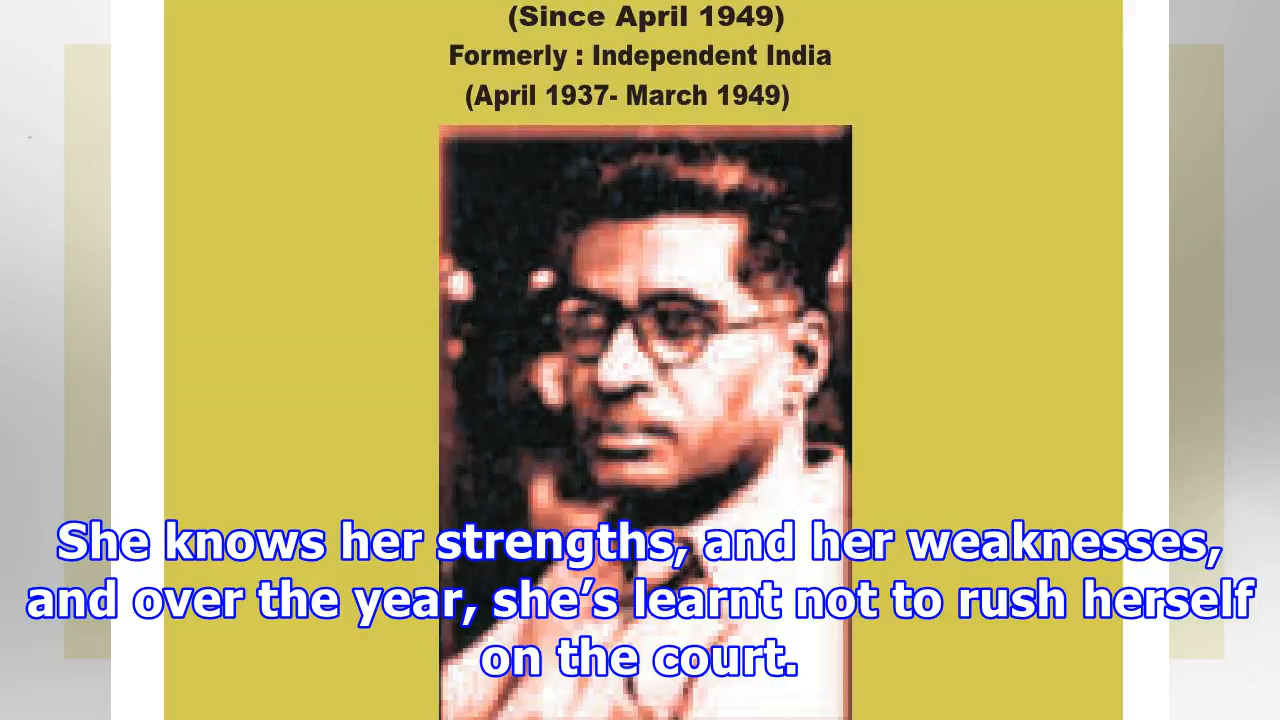 (Since April 1949)
Formerly : Independent India
(April 1937- March 1949)
She knows her strengths, and her weaknesses,
and over the year, she’s learnt not to rush herself
on the court.